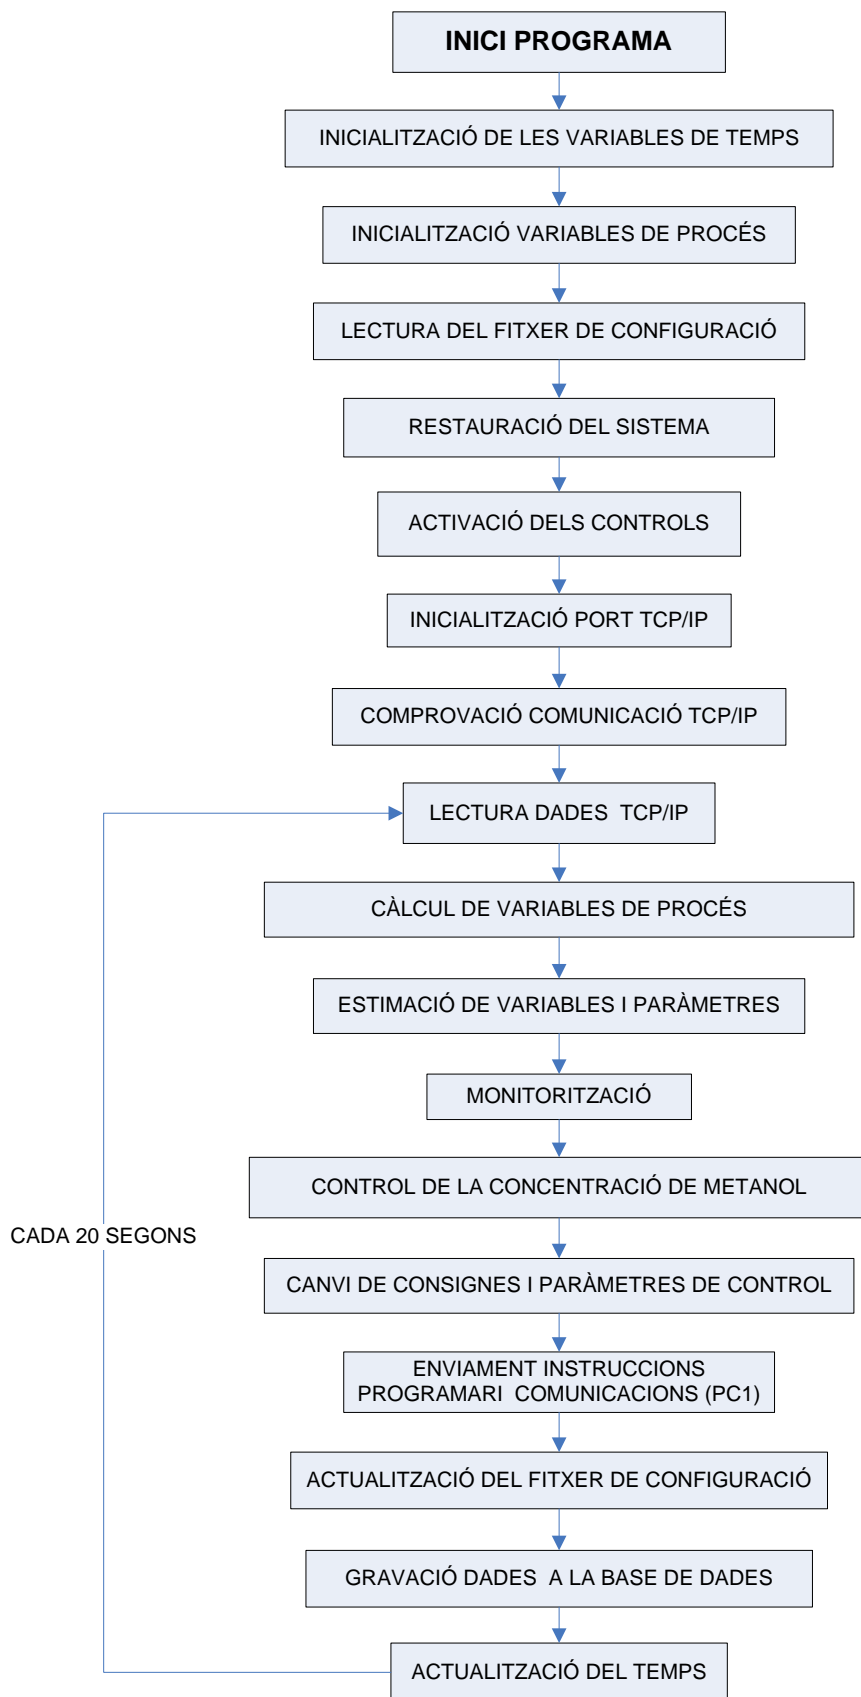 INICI PROGRAMA
INICIALITZACIÓ DE LES VARIABLES DE TEMPS
INICIALITZACIÓ VARIABLES DE PROCÉS
LECTURA DEL FITXER DE CONFIGURACIÓ
RESTAURACIÓ DEL SISTEMA
ACTIVACIÓ DELS CONTROLS
INICIALITZACIÓ PORT TCP/IP
COMPROVACIÓ COMUNICACIÓ TCP/IP
LECTURA DADES TCP/IP
CÀLCUL DE VARIABLES DE PROCÉS
ESTIMACIÓ DE VARIABLES I PARÀMETRES
MONITORITZACIÓ
CONTROL DE LA CONCENTRACIÓ DE METANOL
CADA 20 SEGONS
CANVI DE CONSIGNES I PARÀMETRES DE CONTROL
ENVIAMENT INSTRUCCIONS
PROGRAMARI COMUNICACIONS (PC1)
ACTUALITZACIÓ DEL FITXER DE CONFIGURACIÓ
GRAVACIÓ DADES A LA BASE DE DADES
ACTUALITZACIÓ DEL TEMPS